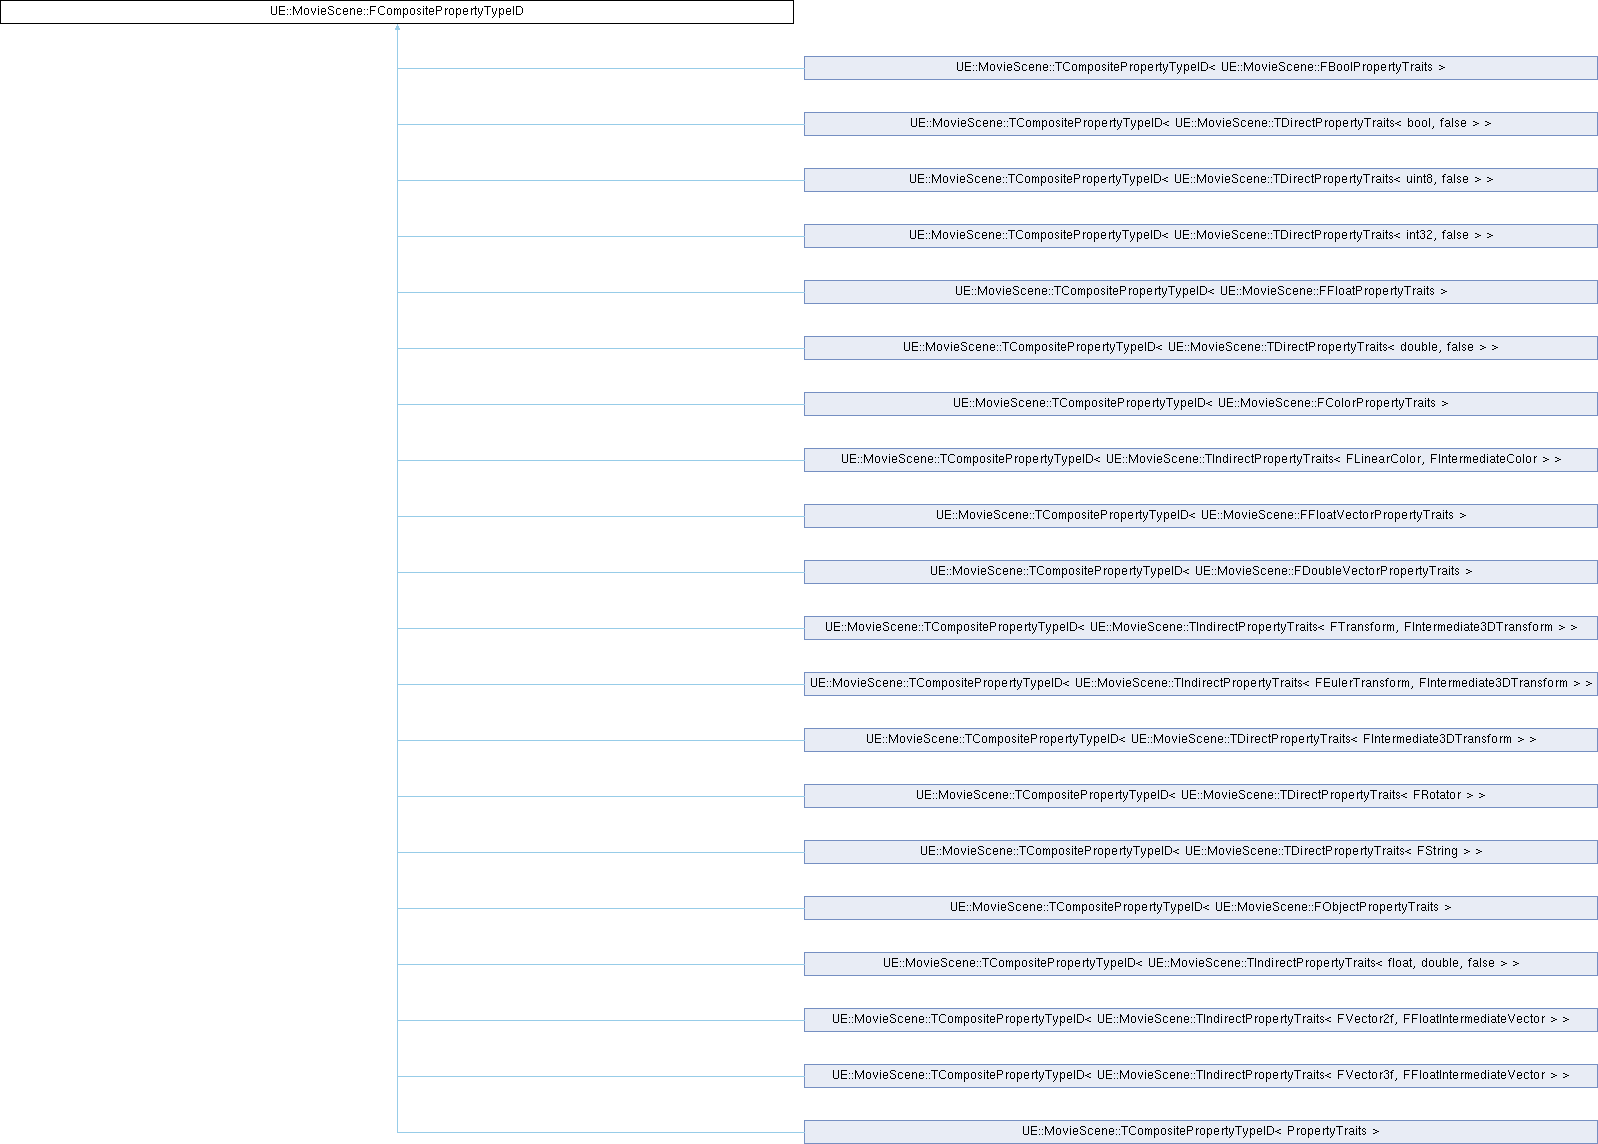 UE::MovieScene::FCompositePropertyTypeID
UE::MovieScene::TCompositePropertyTypeID< UE::MovieScene::FBoolPropertyTraits >
UE::MovieScene::TCompositePropertyTypeID< UE::MovieScene::TDirectPropertyTraits< bool, false > >
UE::MovieScene::TCompositePropertyTypeID< UE::MovieScene::TDirectPropertyTraits< uint8, false > >
UE::MovieScene::TCompositePropertyTypeID< UE::MovieScene::TDirectPropertyTraits< int32, false > >
UE::MovieScene::TCompositePropertyTypeID< UE::MovieScene::FFloatPropertyTraits >
UE::MovieScene::TCompositePropertyTypeID< UE::MovieScene::TDirectPropertyTraits< double, false > >
UE::MovieScene::TCompositePropertyTypeID< UE::MovieScene::FColorPropertyTraits >
UE::MovieScene::TCompositePropertyTypeID< UE::MovieScene::TIndirectPropertyTraits< FLinearColor, FIntermediateColor > >
UE::MovieScene::TCompositePropertyTypeID< UE::MovieScene::FFloatVectorPropertyTraits >
UE::MovieScene::TCompositePropertyTypeID< UE::MovieScene::FDoubleVectorPropertyTraits >
UE::MovieScene::TCompositePropertyTypeID< UE::MovieScene::TIndirectPropertyTraits< FTransform, FIntermediate3DTransform > >
UE::MovieScene::TCompositePropertyTypeID< UE::MovieScene::TIndirectPropertyTraits< FEulerTransform, FIntermediate3DTransform > >
UE::MovieScene::TCompositePropertyTypeID< UE::MovieScene::TDirectPropertyTraits< FIntermediate3DTransform > >
UE::MovieScene::TCompositePropertyTypeID< UE::MovieScene::TDirectPropertyTraits< FRotator > >
UE::MovieScene::TCompositePropertyTypeID< UE::MovieScene::TDirectPropertyTraits< FString > >
UE::MovieScene::TCompositePropertyTypeID< UE::MovieScene::FObjectPropertyTraits >
UE::MovieScene::TCompositePropertyTypeID< UE::MovieScene::TIndirectPropertyTraits< float, double, false > >
UE::MovieScene::TCompositePropertyTypeID< UE::MovieScene::TIndirectPropertyTraits< FVector2f, FFloatIntermediateVector > >
UE::MovieScene::TCompositePropertyTypeID< UE::MovieScene::TIndirectPropertyTraits< FVector3f, FFloatIntermediateVector > >
UE::MovieScene::TCompositePropertyTypeID< PropertyTraits >